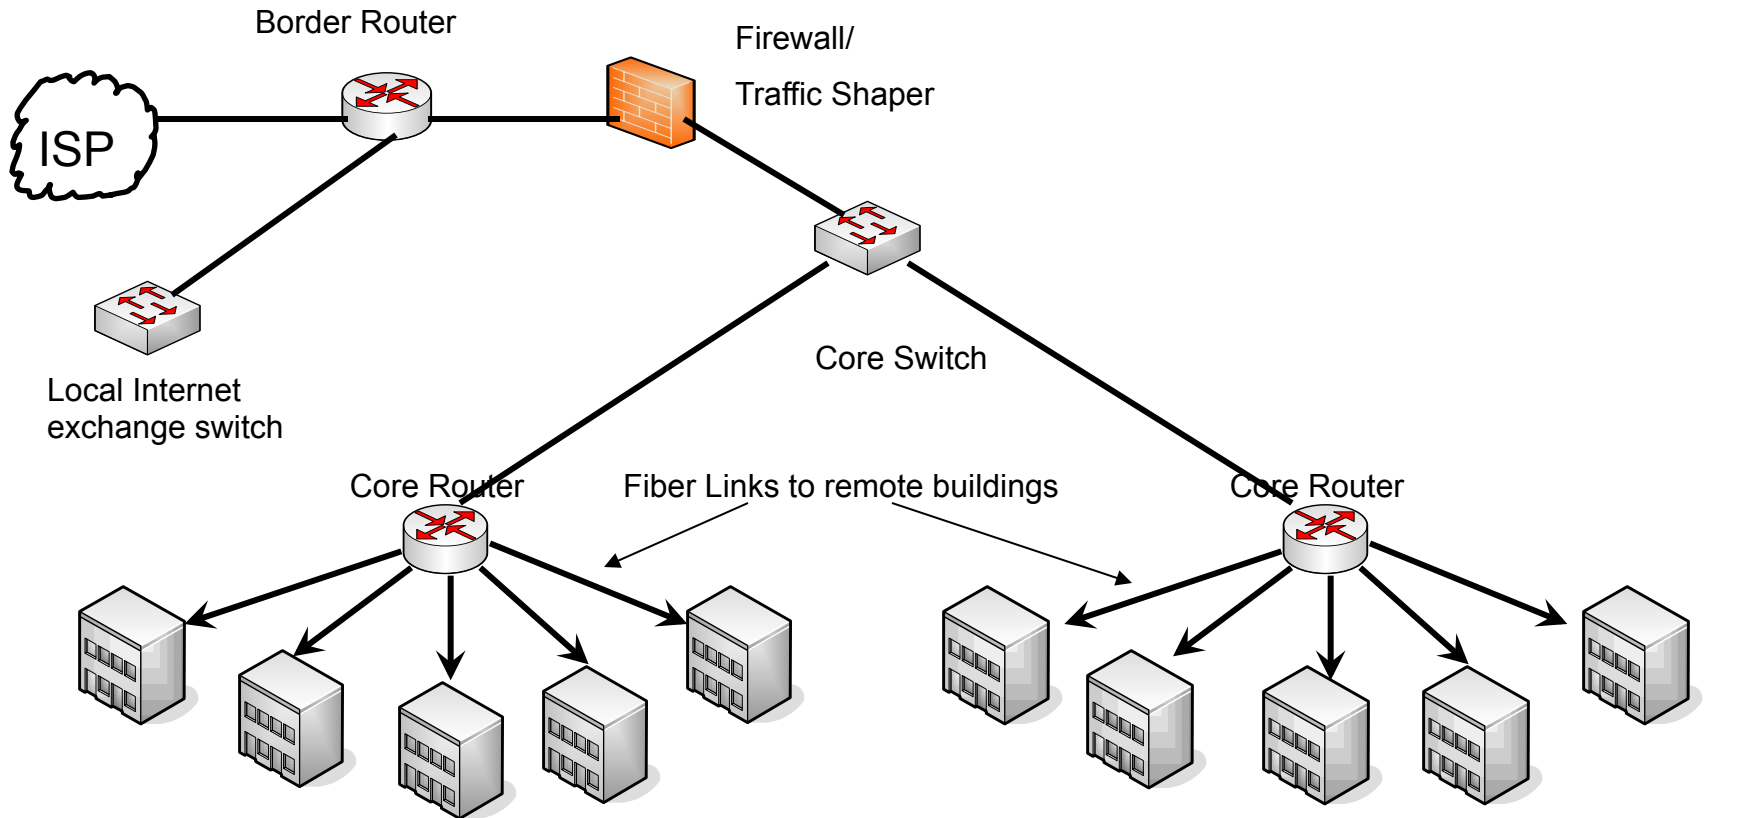 Border Router
Firewall/
Traffic Shaper
ISP
Core Switch
Local Internet
exchange switch
Core Router
Fiber Links to remote buildings
Core Router